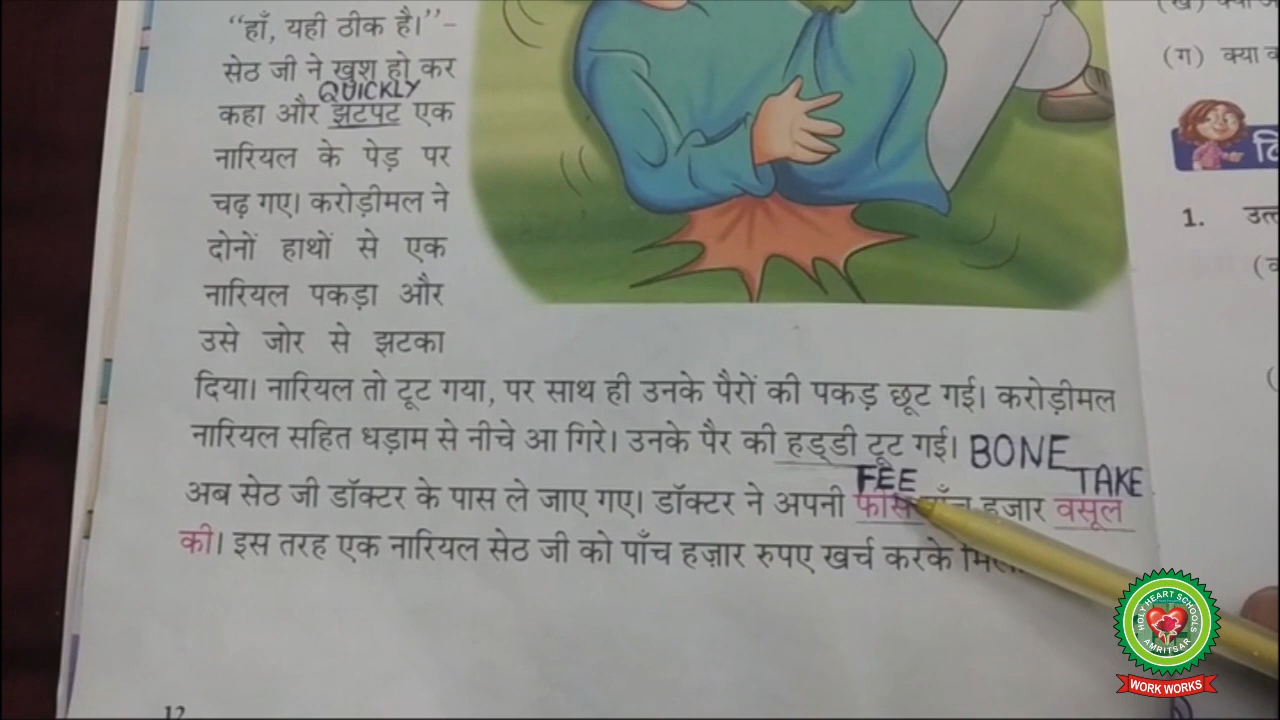 “हाँ, यही ठीक है।”–
सेठ जी ने खुश हो कर
QUICKLY
कहा और झटपट एक
नारियल के पेड़ पर
चढ़ गए। करोड़ीमल ने
दोनों हाथों से एक
नारियल पकड़ा और
उसे जोर से झटका
दिया। नारियल तो टूट गया, पर साथ ही उनके पैरों की पकड़ छूट गई। करोड़ीमल
नारियल सहित धड़ाम से नीचे आ गिरे। उनके पैर की हड्डी टूट गई। BONE
FEE TAKE
अब सेठ जी डॉक्टर के पास ले जाए गए। डॉक्टर ने अपनी फीस हजार वसूल
की। इस तरह एक नारियल सेठ जी को पाँच हज़ार रुपए खर्च करके
12
(ग) क्या
1.
HOLY HEART SCHOOLS
AMRITSAR
WORK WORKS